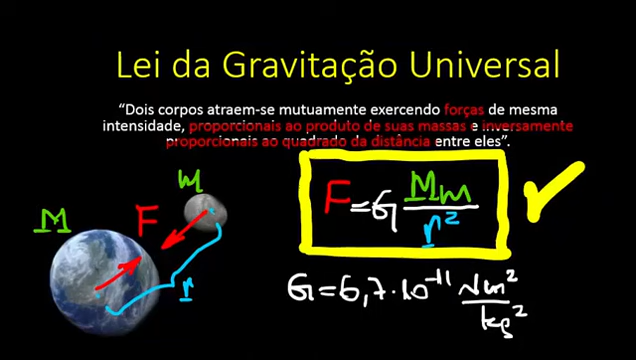 Lei da Gravitação Universal
“Dois corpos atraem-se mutuamente exercendo forças de mesma
intensidade, proporcionais ao produto de suas massas e inversamente
proporcionais ao quadrado da distância entre eles”.
m
M
F
r
F = G Mm / r²
G = 6,7 · 10⁻¹¹ Nm² / kg²